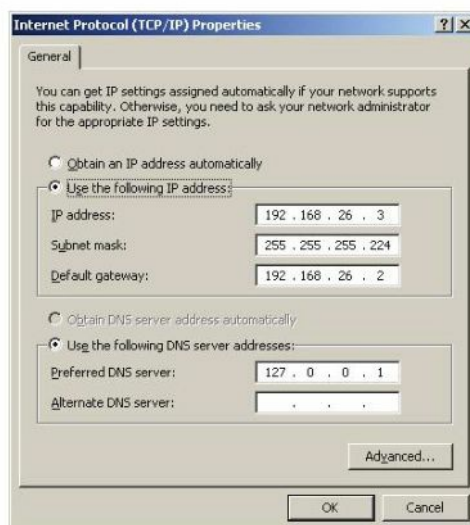 Internet Protocol (TCP/IP) Properties
General
You can get IP settings assigned automatically if your network supports
this capability. Otherwise, you need to ask your network administrator
for the appropriate IP settings.
Obtain an IP address automatically
Use the following IP address:
IP address: 192 . 168 . 26 . 3
Subnet mask: 255 . 255 . 255 . 224
Default gateway: 192 . 168 . 26 . 2
Obtain DNS server address automatically
Use the following DNS server addresses:
Preferred DNS server: 127 . 0 . 0 . 1
Alternate DNS server: . . .
Advanced...
OK Cancel